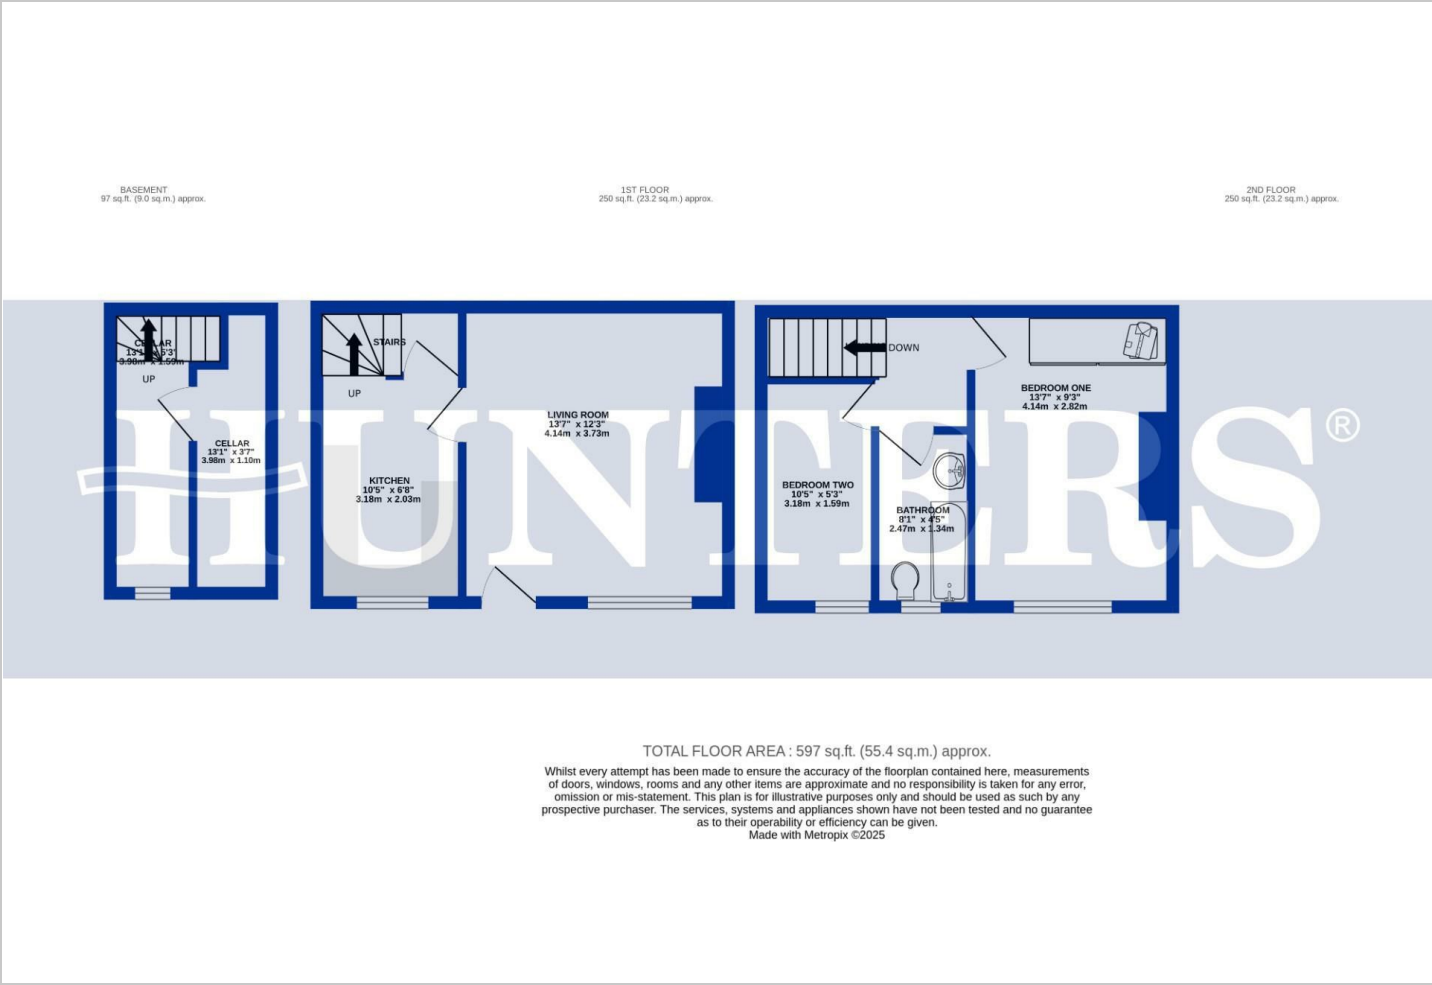 BASEMENT
97 sq.ft. (9.0 sq.m.) approx.
1ST FLOOR
250 sq.ft. (23.2 sq.m.) approx.
2ND FLOOR
250 sq.ft. (23.2 sq.m.) approx.
CELLAR
13'1" x 5'3"
3.98m x 1.59m
UP
CELLAR
13'1" x 3'7"
3.98m x 1.10m
STAIRS
UP
KITCHEN
10'5" x 6'8"
3.18m x 2.03m
LIVING ROOM
13'7" x 12'3"
4.14m x 3.73m
DOWN
BEDROOM TWO
10'5" x 5'3"
3.18m x 1.59m
BATHROOM
8'1" x 4'5"
2.47m x 1.34m
BEDROOM ONE
13'7" x 9'3"
4.14m x 2.82m
HUNTERS®
TOTAL FLOOR AREA : 597 sq.ft. (55.4 sq.m.) approx.
Whilst every attempt has been made to ensure the accuracy of the floorplan contained here, measurements
of doors, windows, rooms and any other items are approximate and no responsibility is taken for any error,
omission or mis-statement. This plan is for illustrative purposes only and should be used as such by any
prospective purchaser. The services, systems and appliances shown have not been tested and no guarantee
as to their operability or efficiency can be given.
Made with Metropix ©2025